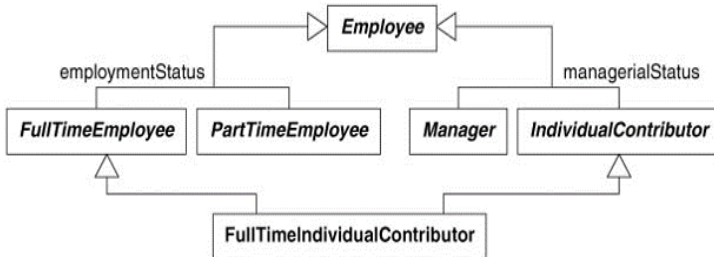 Employee
employmentStatus
managerialStatus
FullTimeEmployee
PartTimeEmployee
Manager
IndividualContributor
FullTimeIndividualContributor